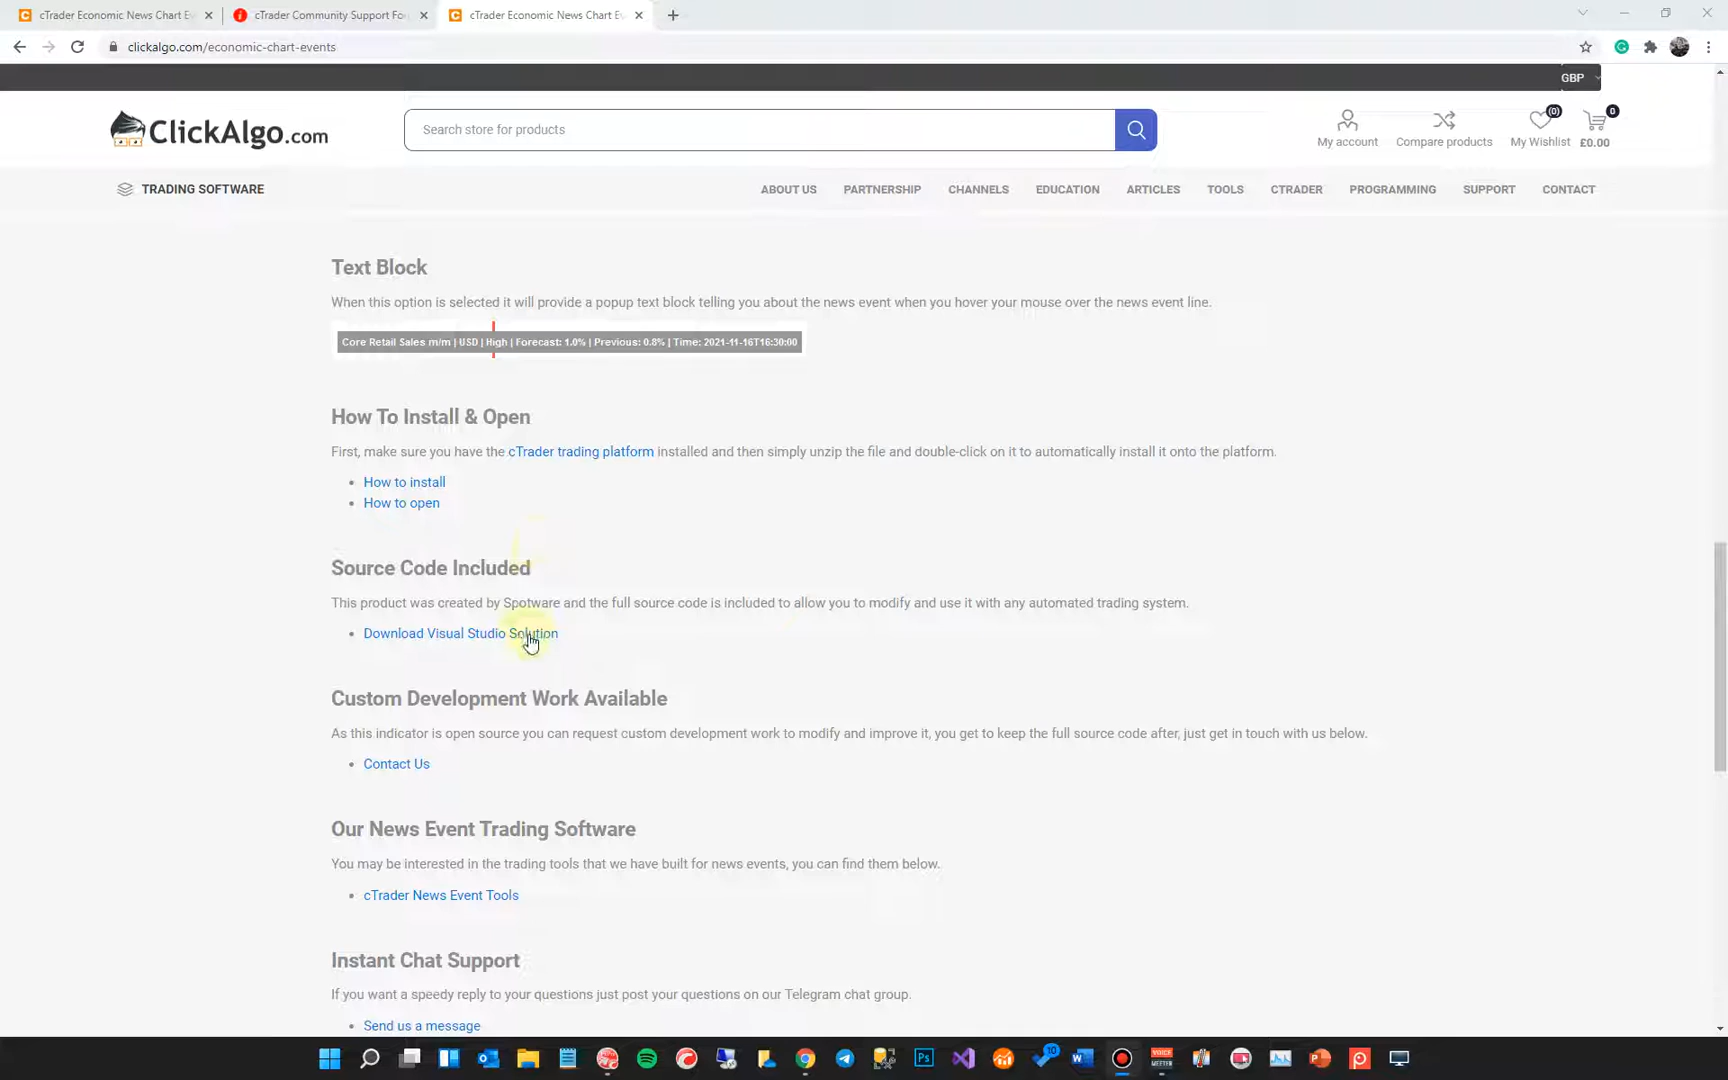 cTrader Economic News Chart Ev
cTrader Community Support Fo
cTrader Economic News Chart Ev
clickalgo.com/economic-chart-events
GBP
ClickAlgo.com
Search store for products
(0)
0
My account
Compare products
My Wishlist
£0.00
TRADING SOFTWARE
ABOUT US
PARTNERSHIP
CHANNELS
EDUCATION
ARTICLES
TOOLS
CTRADER
PROGRAMMING
SUPPORT
CONTACT
Text Block
When this option is selected it will provide a popup text block telling you about the news event when you hover your mouse over the news event line.
Core Retail Sales m/m | USD | High | Forecast: 1.0% | Previous: 0.8% | Time: 2021-11-16T16:30:00
How To Install & Open
First, make sure you have the cTrader trading platform installed and then simply unzip the file and double-click on it to automatically install it onto the platform.
• How to install
• How to open
Source Code Included
This product was created by Spotware and the full source code is included to allow you to modify and use it with any automated trading system.
• Download Visual Studio Solution
Custom Development Work Available
As this indicator is open source you can request custom development work to modify and improve it, you get to keep the full source code after, just get in touch with us below.
• Contact Us
Our News Event Trading Software
You may be interested in the trading tools that we have built for news events, you can find them below.
• cTrader News Event Tools
Instant Chat Support
If you want a speedy reply to your questions just post your questions on our Telegram chat group.
• Send us a message
Ps
10
VOICE
MEETER